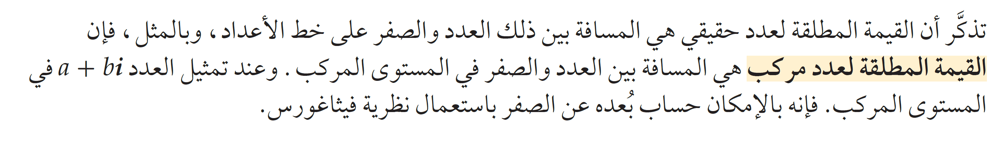 تذكَّر أن القيمة المطلقة لعدد حقيقي هي المسافة بين ذلك العدد والصفر على خط الأعداد، وبالمثل، فإن
القيمة المطلقة لعدد مركب هي المسافة بين العدد والصفر في المستوى المركب. وعند تمثيل العدد a + bi في
المستوى المركب. فإنه بالإمكان حساب بُعده عن الصفر باستعمال نظرية فيثاغورس.